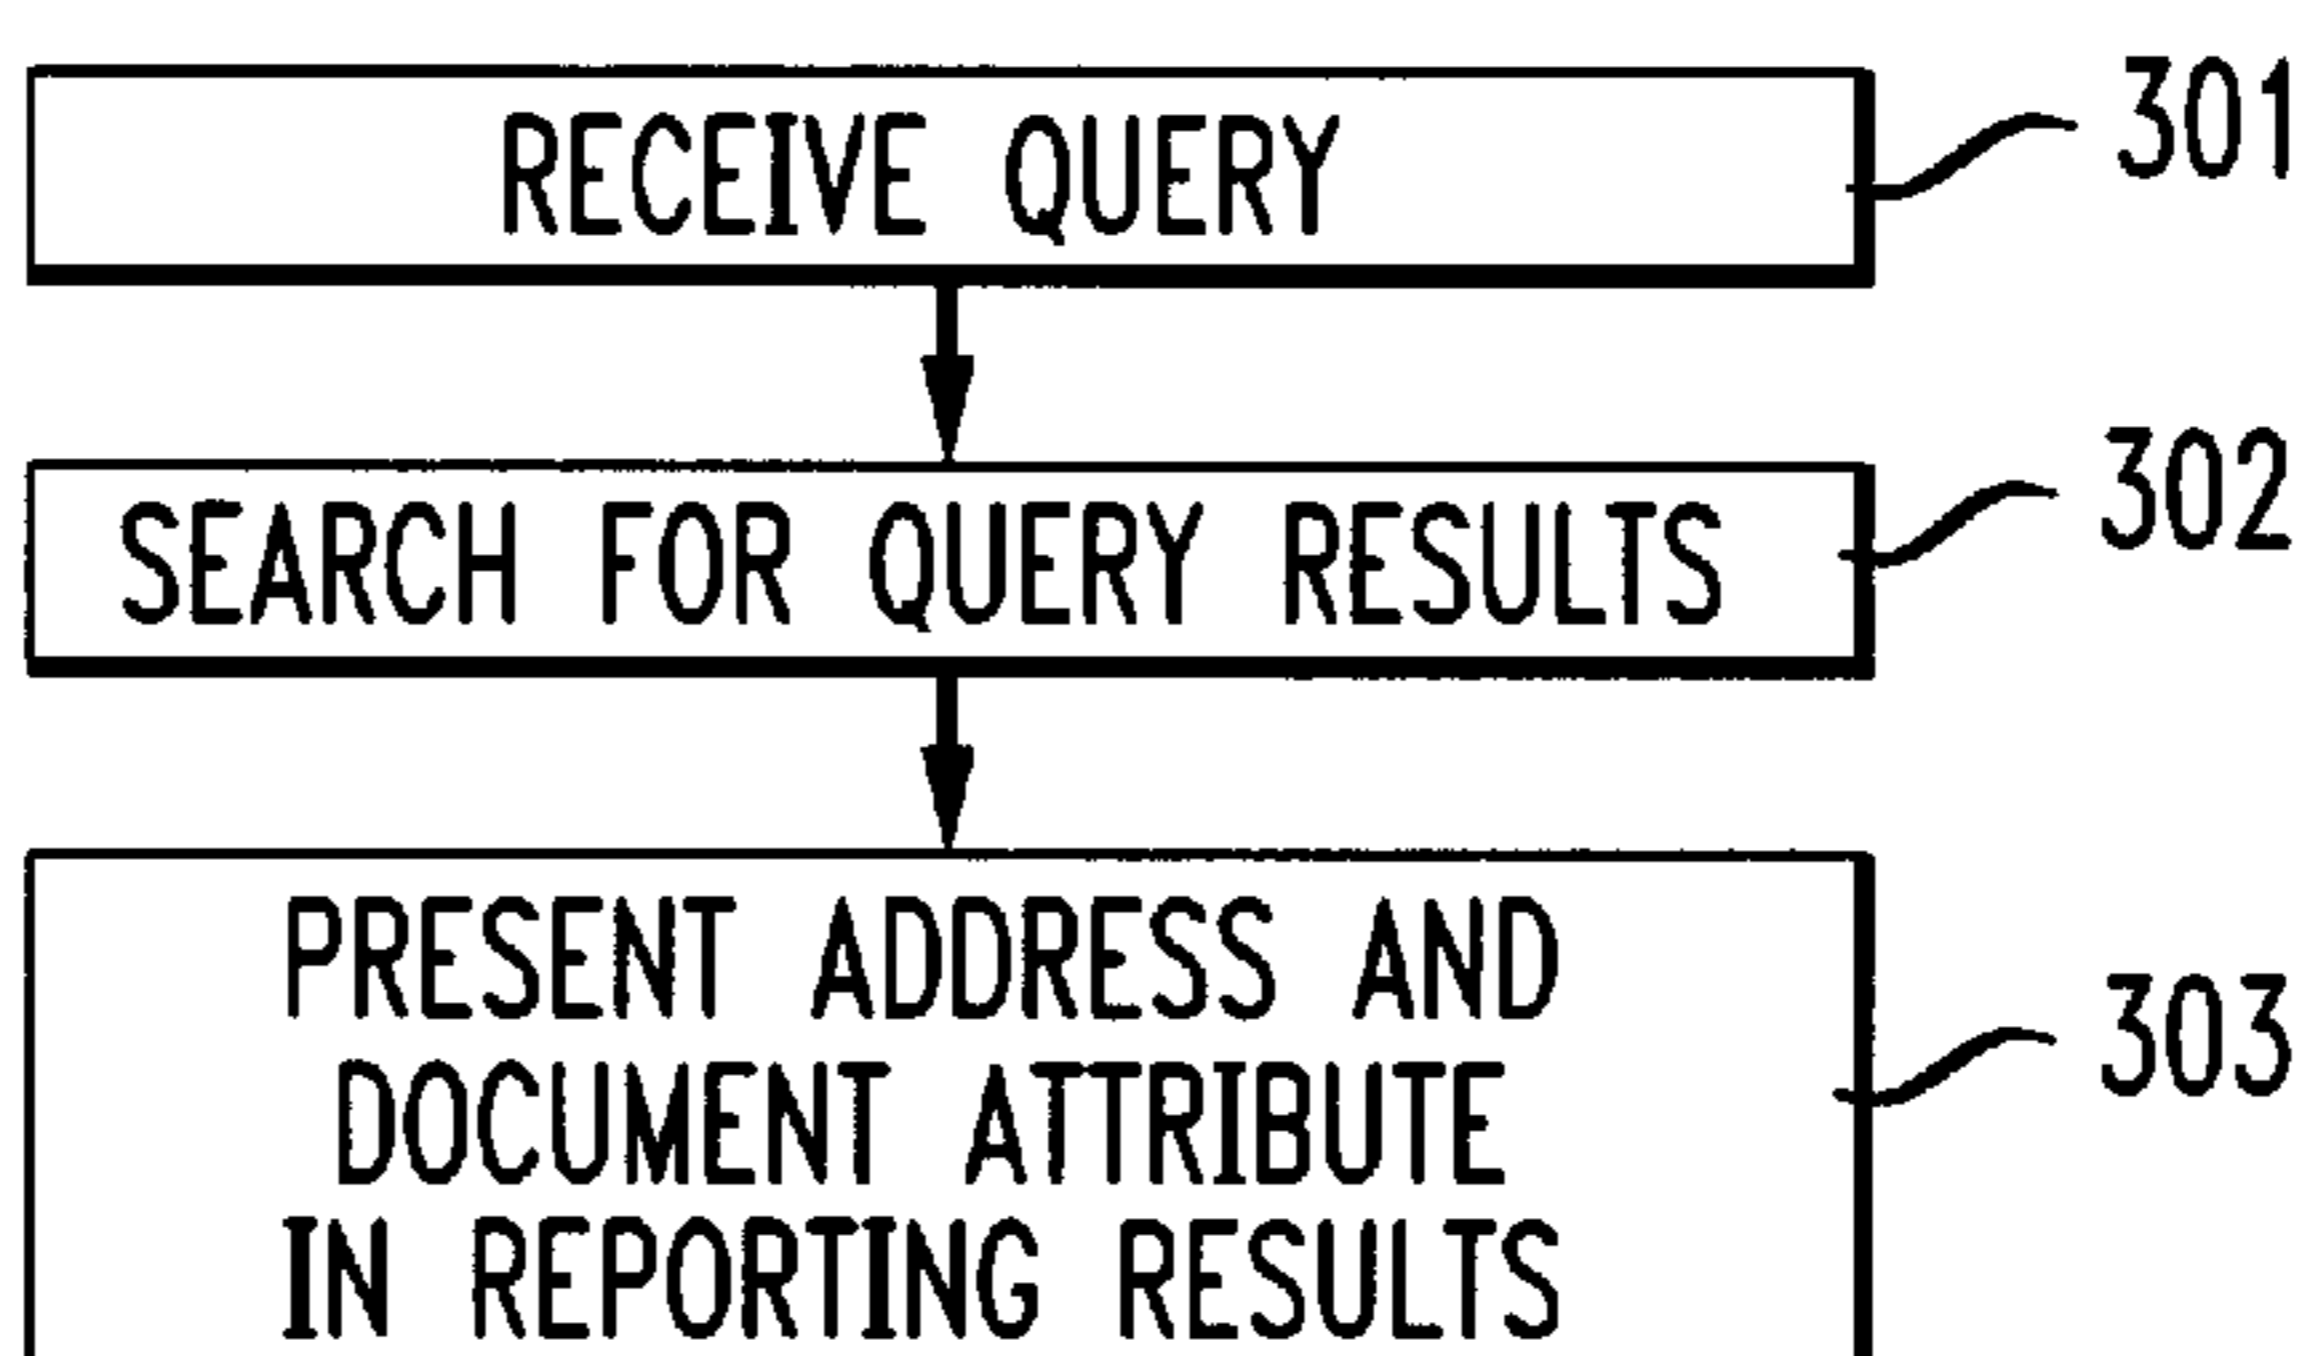 RECEIVE QUERY
301
SEARCH FOR QUERY RESULTS
302
PRESENT ADDRESS AND
DOCUMENT ATTRIBUTE
IN REPORTING RESULTS
303